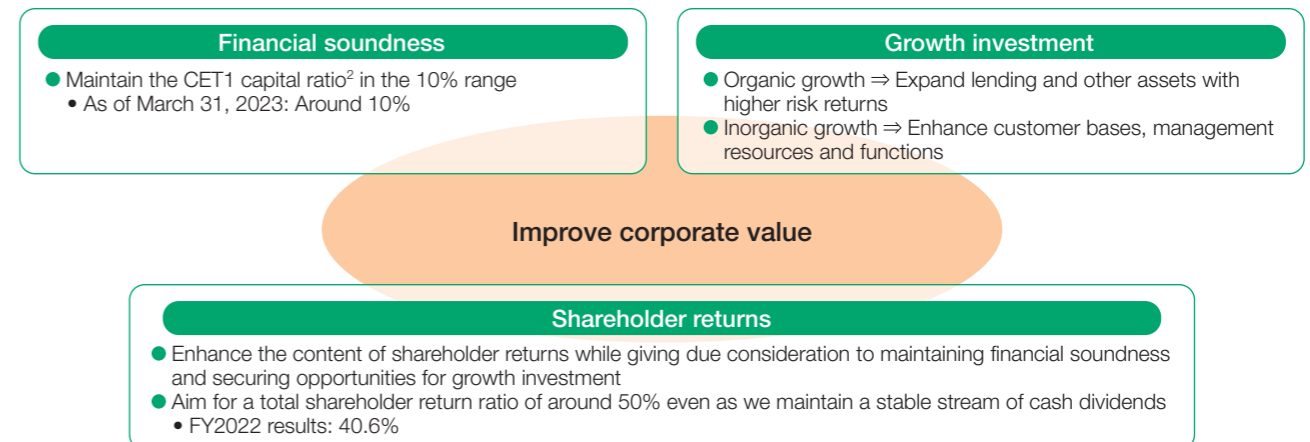 Financial soundness
● Maintain the CET1 capital ratio² in the 10% range
• As of March 31, 2023: Around 10%
Growth investment
● Organic growth ⇒ Expand lending and other assets with
higher risk returns
● Inorganic growth ⇒ Enhance customer bases, management
resources and functions
Improve corporate value
Shareholder returns
● Enhance the content of shareholder returns while giving due consideration to maintaining financial soundness
and securing opportunities for growth investment
● Aim for a total shareholder return ratio of around 50% even as we maintain a stable stream of cash dividends
• FY2022 results: 40.6%